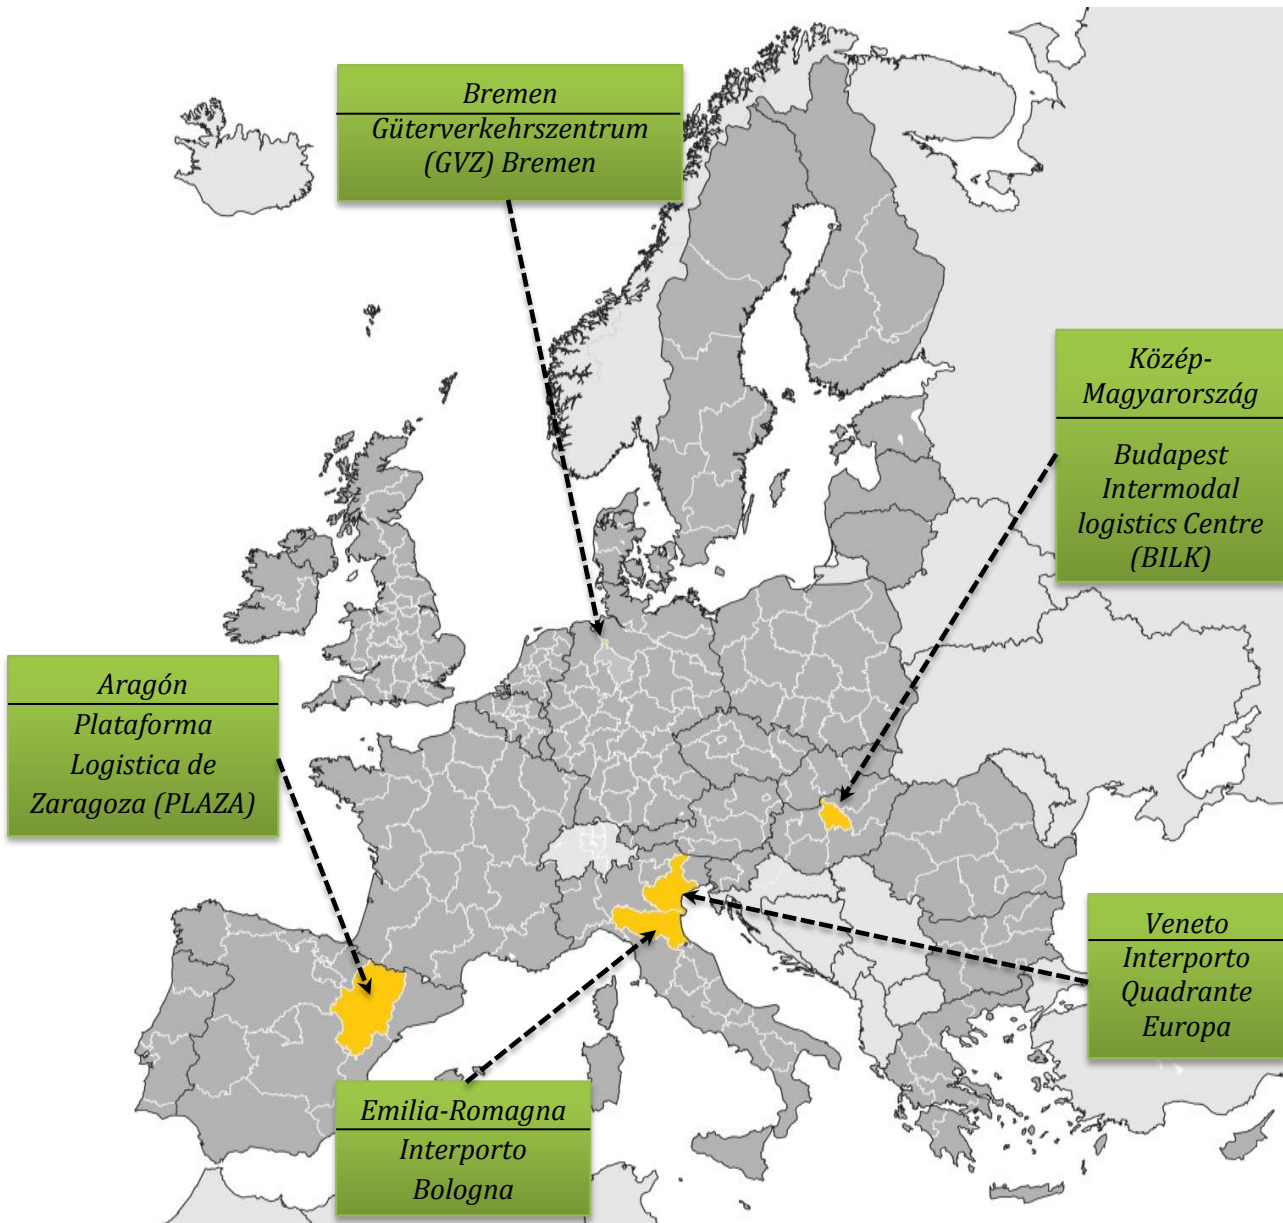 Bremen
Güterverkehrszentrum
(GVZ) Bremen
Közép-
Magyarország
Budapest
Intermodal
logistics Centre
(BILK)
Aragón
Plataforma
Logistica de
Zaragoza (PLAZA)
Veneto
Interporto
Quadrante
Europa
Emilia-Romagna
Interporto
Bologna